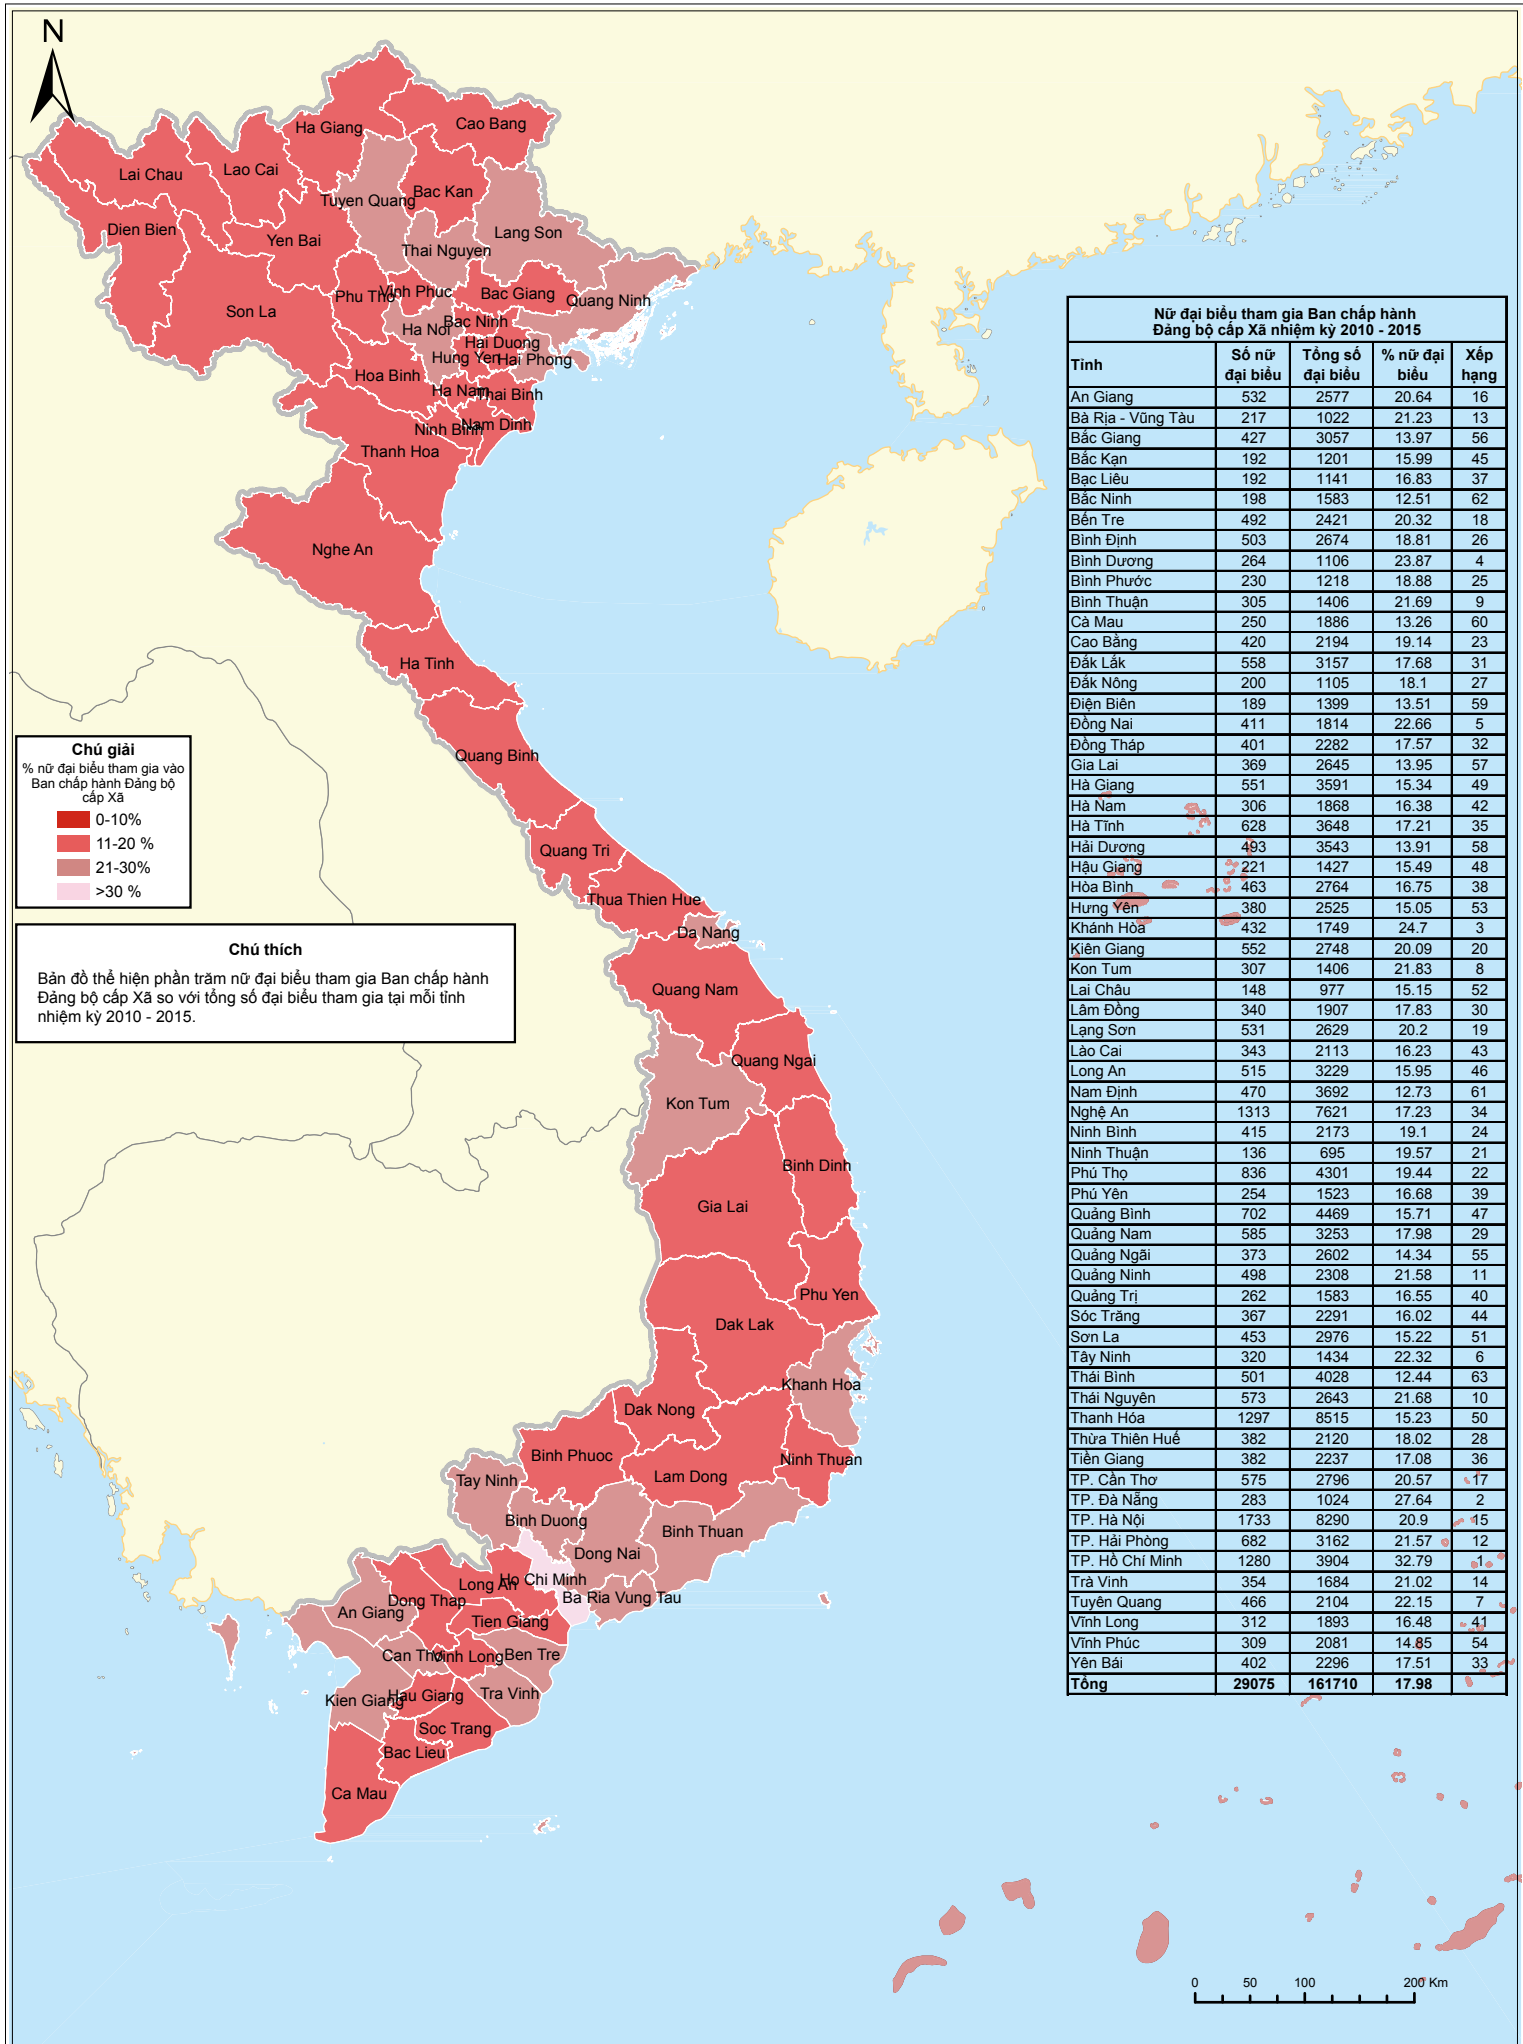 N
Ha Giang
Cao Bang
Lai Chau
Lao Cai
Bac Kan
Tuyen Quang
Dien Bien
Yen Bai
Lang Son
Thai Nguyen
Phu Tho
Vinh Phuc
Bac Giang
Quang Ninh
Son La
Ha Noi
Bac Ninh
Hai Duong
Hung Yen
Hai Phong
Hoa Binh
Ha Nam
Thai Binh
Ninh Binh
Nam Dinh
Thanh Hoa
Nghe An
Ha Tinh
Quang Binh
Quang Tri
Thua Thien Hue
Da Nang
Quang Nam
Quang Ngai
Kon Tum
Binh Dinh
Gia Lai
Phu Yen
Dak Lak
Khanh Hoa
Dak Nong
Binh Phuoc
Ninh Thuan
Lam Dong
Tay Ninh
Binh Duong
Binh Thuan
Dong Nai
Ho Chi Minh
Long An
Ba Ria Vung Tau
Dong Thap
An Giang
Tien Giang
Can Tho
Vinh Long
Ben Tre
Kien Giang
Hau Giang
Tra Vinh
Soc Trang
Bac Lieu
Ca Mau
Chú giải
% nữ đại biểu tham gia vào
Ban chấp hành Đảng bộ
cấp Xã
0-10%
11-20 %
21-30%
>30 %
Chú thích
Bản đồ thể hiện phần trăm nữ đại biểu tham gia Ban chấp hành
Đảng bộ cấp Xã so với tổng số đại biểu tham gia tại mỗi tỉnh
nhiệm kỳ 2010 - 2015.
Nữ đại biểu tham gia Ban chấp hành
Đảng bộ cấp Xã nhiệm kỳ 2010 - 2015
Tỉnh Số nữ đại biểu Tổng số đại biểu % nữ đại biểu Xếp hạng
An Giang 532 2577 20.64 16
Bà Rịa - Vũng Tàu 217 1022 21.23 13
Bắc Giang 427 3057 13.97 56
Bắc Kạn 192 1201 15.99 45
Bạc Liêu 192 1141 16.83 37
Bắc Ninh 198 1583 12.51 62
Bến Tre 492 2421 20.32 18
Bình Định 503 2674 18.81 26
Bình Dương 264 1106 23.87 4
Bình Phước 230 1218 18.88 25
Bình Thuận 305 1406 21.69 9
Cà Mau 250 1886 13.26 60
Cao Bằng 420 2194 19.14 23
Đắk Lắk 558 3157 17.68 31
Đắk Nông 200 1105 18.1 27
Điện Biên 189 1399 13.51 59
Đồng Nai 411 1814 22.66 5
Đồng Tháp 401 2282 17.57 32
Gia Lai 369 2645 13.95 57
Hà Giang 551 3591 15.34 49
Hà Nam 306 1868 16.38 42
Hà Tĩnh 628 3648 17.21 35
Hải Dương 493 3543 13.91 58
Hậu Giang 221 1427 15.49 48
Hòa Bình 463 2764 16.75 38
Hưng Yên 380 2525 15.05 53
Khánh Hòa 432 1749 24.7 3
Kiên Giang 552 2748 20.09 20
Kon Tum 307 1406 21.83 8
Lai Châu 148 977 15.15 52
Lâm Đồng 340 1907 17.83 30
Lạng Sơn 531 2629 20.2 19
Lào Cai 343 2113 16.23 43
Long An 515 3229 15.95 46
Nam Định 470 3692 12.73 61
Nghệ An 1313 7621 17.23 34
Ninh Bình 415 2173 19.1 24
Ninh Thuận 136 695 19.57 21
Phú Thọ 836 4301 19.44 22
Phú Yên 254 1523 16.68 39
Quảng Bình 702 4469 15.71 47
Quảng Nam 585 3253 17.98 29
Quảng Ngãi 373 2602 14.34 55
Quảng Ninh 498 2308 21.58 11
Quảng Trị 262 1583 16.55 40
Sóc Trăng 367 2291 16.02 44
Sơn La 453 2976 15.22 51
Tây Ninh 320 1434 22.32 6
Thái Bình 501 4028 12.44 63
Thái Nguyên 573 2643 21.68 10
Thanh Hóa 1297 8515 15.23 50
Thừa Thiên Huế 382 2120 18.02 28
Tiền Giang 382 2237 17.08 36
TP. Cần Thơ 575 2796 20.57 17
TP. Đà Nẵng 283 1024 27.64 2
TP. Hà Nội 1733 8290 20.9 15
TP. Hải Phòng 682 3162 21.57 12
TP. Hồ Chí Minh 1280 3904 32.79 1
Trà Vinh 354 1684 21.02 14
Tuyên Quang 466 2104 22.15 7
Vĩnh Long 312 1893 16.48 41
Vĩnh Phúc 309 2081 14.85 54
Yên Bái 402 2296 17.51 33
Tổng 29075 161710 17.98
0 50 100 200 Km